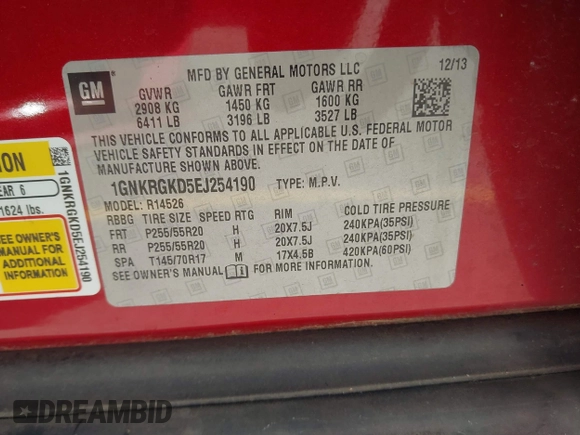 GM
MFD BY GENERAL MOTORS LLC
12/13
GVWR GAWR FRT GAWR RR
2908 KG 1450 KG 1600 KG
6411 LB 3196 LB 3527 LB
THIS VEHICLE CONFORMS TO ALL APPLICABLE U.S. FEDERAL MOTOR
VEHICLE SAFETY STANDARDS IN EFFECT ON THE DATE OF
MANUFACTURE SHOWN ABOVE.
1GNKRGKD5EJ254190 TYPE: M.P.V.
MODEL: R14526
RBBG TIRE SIZE SPEED RTG RIM COLD TIRE PRESSURE
FRT P255/55R20 H 20X7.5J 240KPA(35PSI)
RR P255/55R20 H 20X7.5J 240KPA(35PSI)
SPA T145/70R17 M 17X4.5B 420KPA(60PSI)
SEE OWNER'S MANUAL FOR MORE INFORMATION.
ION
EAR 6
1624 lbs.
SEE OWNER'S
MANUAL FOR
ADDITIONAL
INFORMATION
1GNKRGKD5EJ254190
DREAMBID